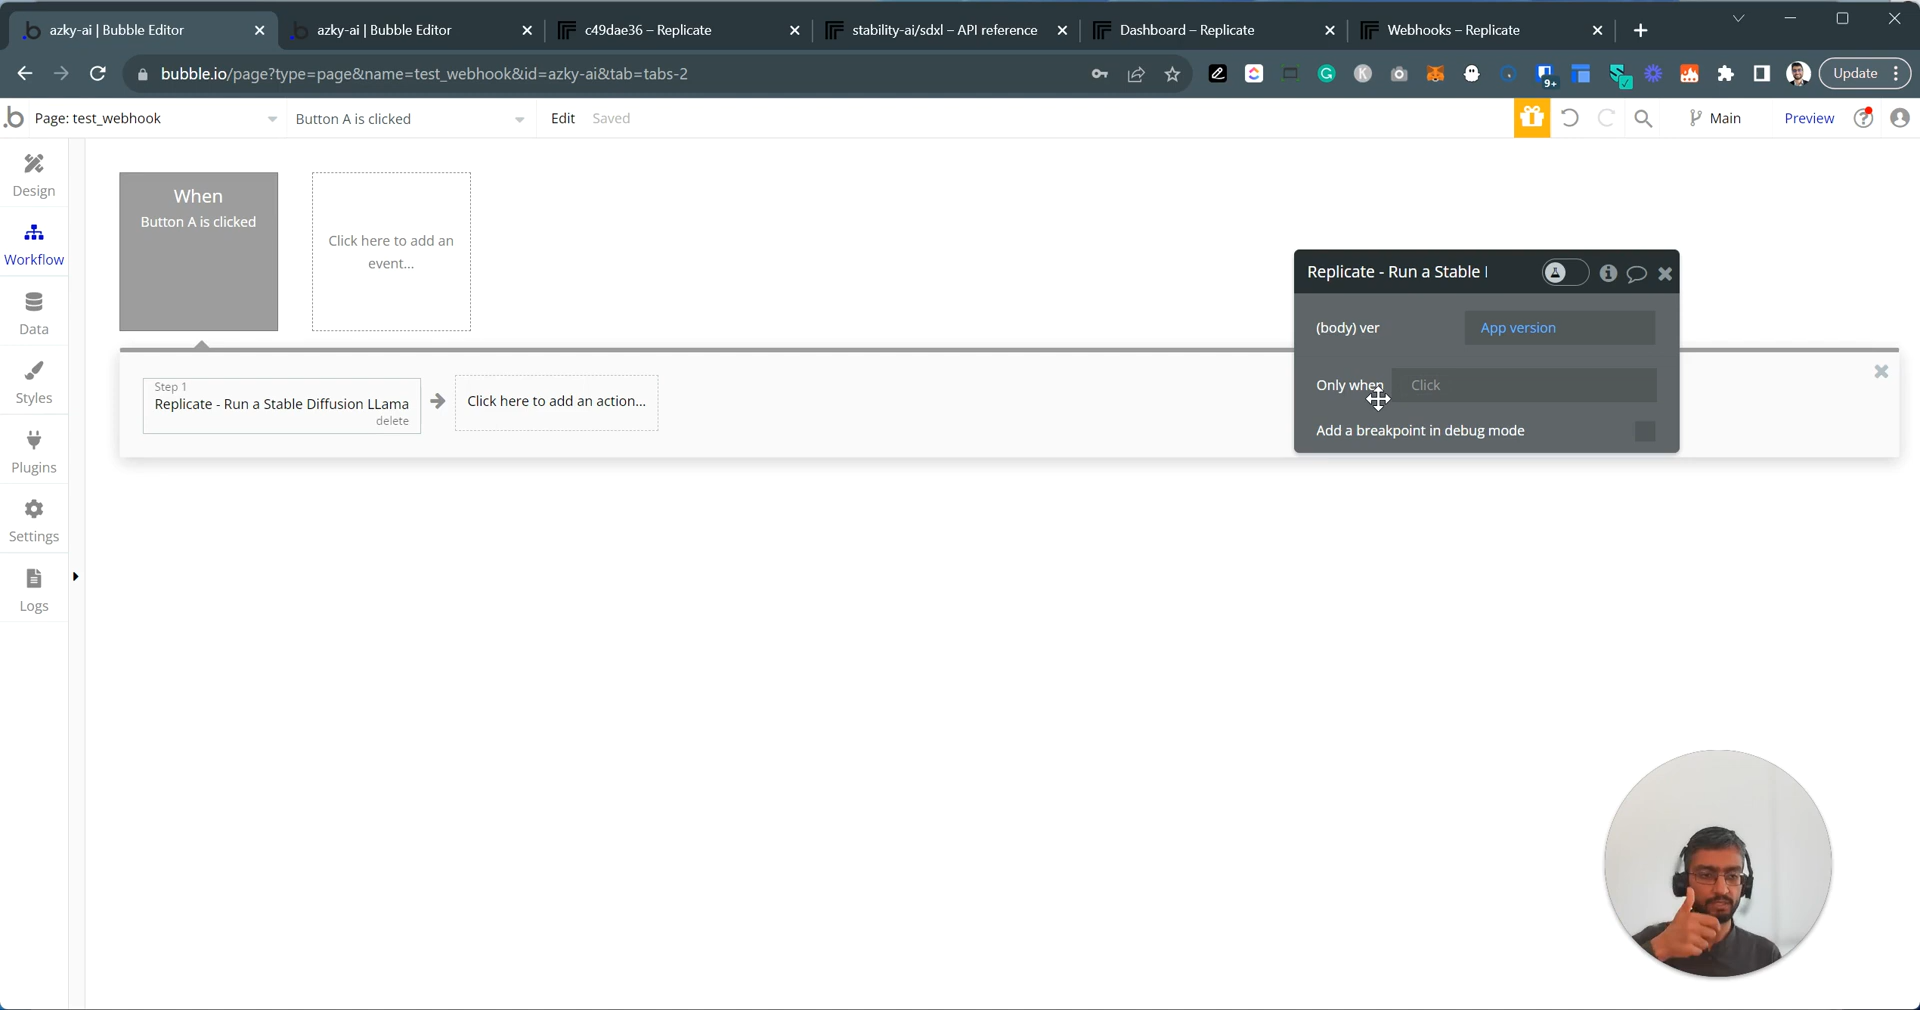 azky-ai | Bubble Editor
azky-ai | Bubble Editor
c49dae36 – Replicate
stability-ai/sdxl – API reference
Dashboard – Replicate
Webhooks – Replicate
bubble.io/page?type=page&name=test_webhook&id=azky-ai&tab=tabs-2
9+
Update
Page: test_webhook
Button A is clicked
Edit
Saved
Main
Preview
Design
Workflow
Data
Styles
Plugins
Settings
Logs
When
Button A is clicked
Click here to add an
event...
Step 1
Replicate - Run a Stable Diffusion LLama
delete
Click here to add an action...
Replicate - Run a Stable
(body) ver
App version
Only when
Click
Add a breakpoint in debug mode